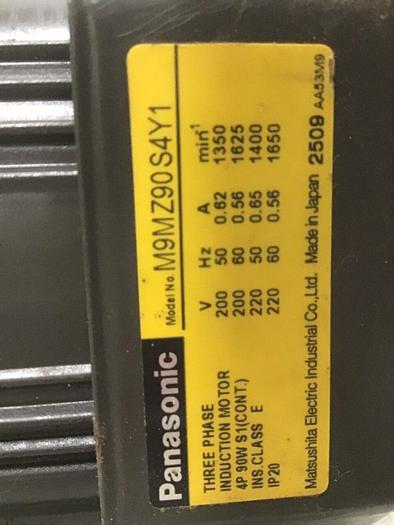 Panasonic Model No. M9MZ90S4Y1
THREE PHASE
INDUCTION MOTOR
4P 90W S1(CONT.)
INS.CLASS E
IP20
V Hz A min-1
200 50 0.62 1350
200 60 0.56 1625
220 50 0.65 1400
220 60 0.56 1650
Matsushita Electric Industrial Co.,Ltd. Made in Japan 2509 AA53M9